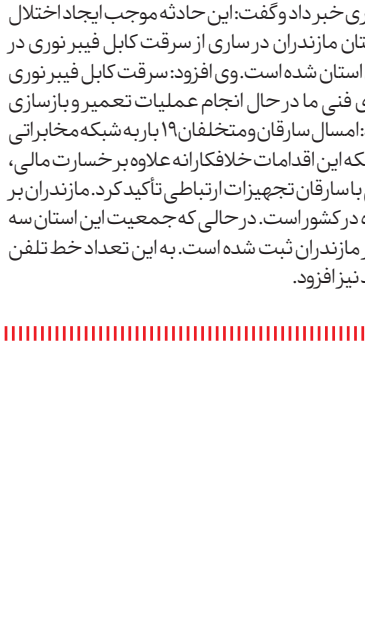 ری خبر داد و گفت: این حادثه موجب ایجاد اختلال
تان مازندران در ساری از سرقت کابل فیبر نوری در
استان شده است. وی افزود: سرقت کابل فیبر نوری
ی فنی ما در حال انجام عملیات تعمیر و بازسازی
: امسال سارقان و متخلفان ۱۹ بار به شبکه مخابراتی
که این اقدامات خلافکارانه علاوه بر خسارت مالی،
با سارقان تجهیزات ارتباطی تأکید کرد. مازندران بر
ه در کشور است. در حالی که جمعیت این استان سه
ر مازندران ثبت شده است. به این تعداد خط تلفن
د نیز افزود.